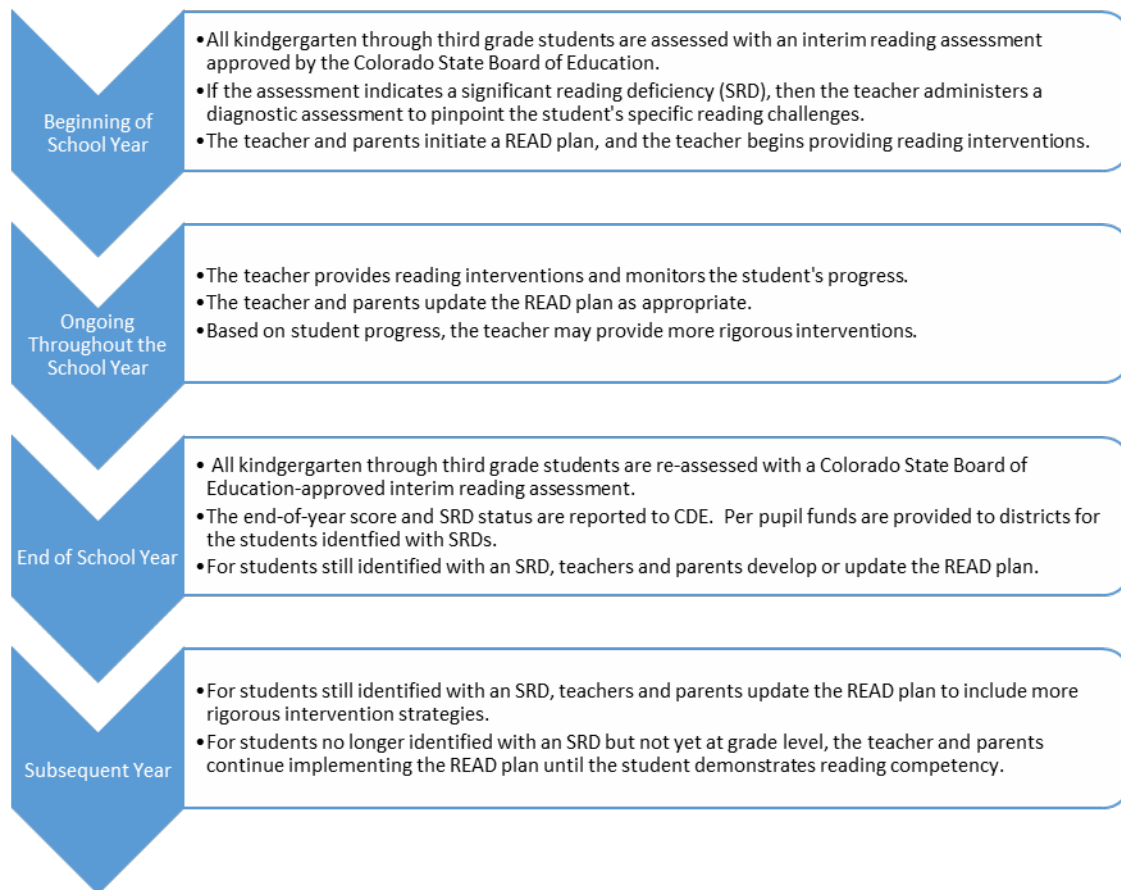 Beginning of
School Year
•All kindgergarten through third grade students are assessed with an interim reading assessment
approved by the Colorado State Board of Education.
•If the assessment indicates a significant reading deficiency (SRD), then the teacher administers a
diagnostic assessment to pinpoint the student's specific reading challenges.
•The teacher and parents initiate a READ plan, and the teacher begins providing reading interventions.
Ongoing
Throughout the
School Year
•The teacher provides reading interventions and monitors the student's progress.
•The teacher and parents update the READ plan as appropriate.
•Based on student progress, the teacher may provide more rigorous interventions.
End of School Year
• All kindgergarten through third grade students are re-assessed with a Colorado State Board of
Education-approved interim reading assessment.
•The end-of-year score and SRD status are reported to CDE.  Per pupil funds are provided to districts for
the students identfied with SRDs.
•For students still identified with an SRD, teachers and parents develop or update the READ plan.
Subsequent Year
•For students still identified with an SRD, teachers and parents update the READ plan to include more
rigorous intervention strategies.
•For students no longer identified with an SRD but not yet at grade level, the teacher and parents
continue implementing the READ plan until the student demonstrates reading competency.